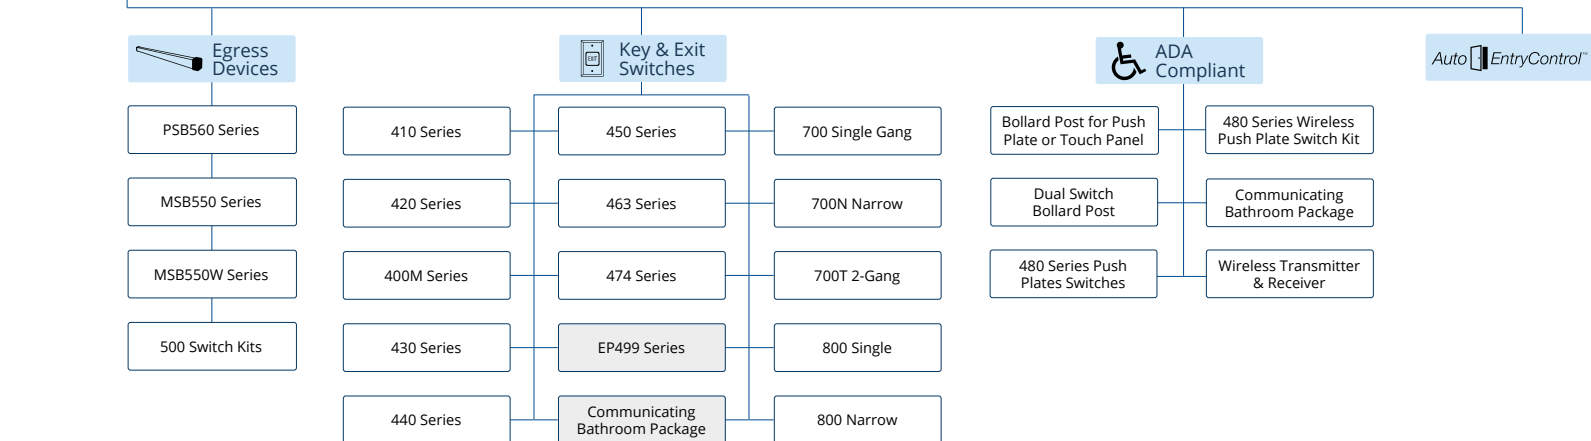 Egress
Devices
PSB560 Series
MSB550 Series
MSB550W Series
500 Switch Kits
Key & Exit
Switches
EXIT
410 Series
420 Series
400M Series
430 Series
440 Series
450 Series
463 Series
474 Series
EP499 Series
Communicating
Bathroom Package
700 Single Gang
700N Narrow
700T 2-Gang
800 Single
800 Narrow
ADA
Compliant
Bollard Post for Push
Plate or Touch Panel
Dual Switch
Bollard Post
480 Series Push
Plates Switches
480 Series Wireless
Push Plate Switch Kit
Communicating
Bathroom Package
Wireless Transmitter
& Receiver
Auto EntryControl™